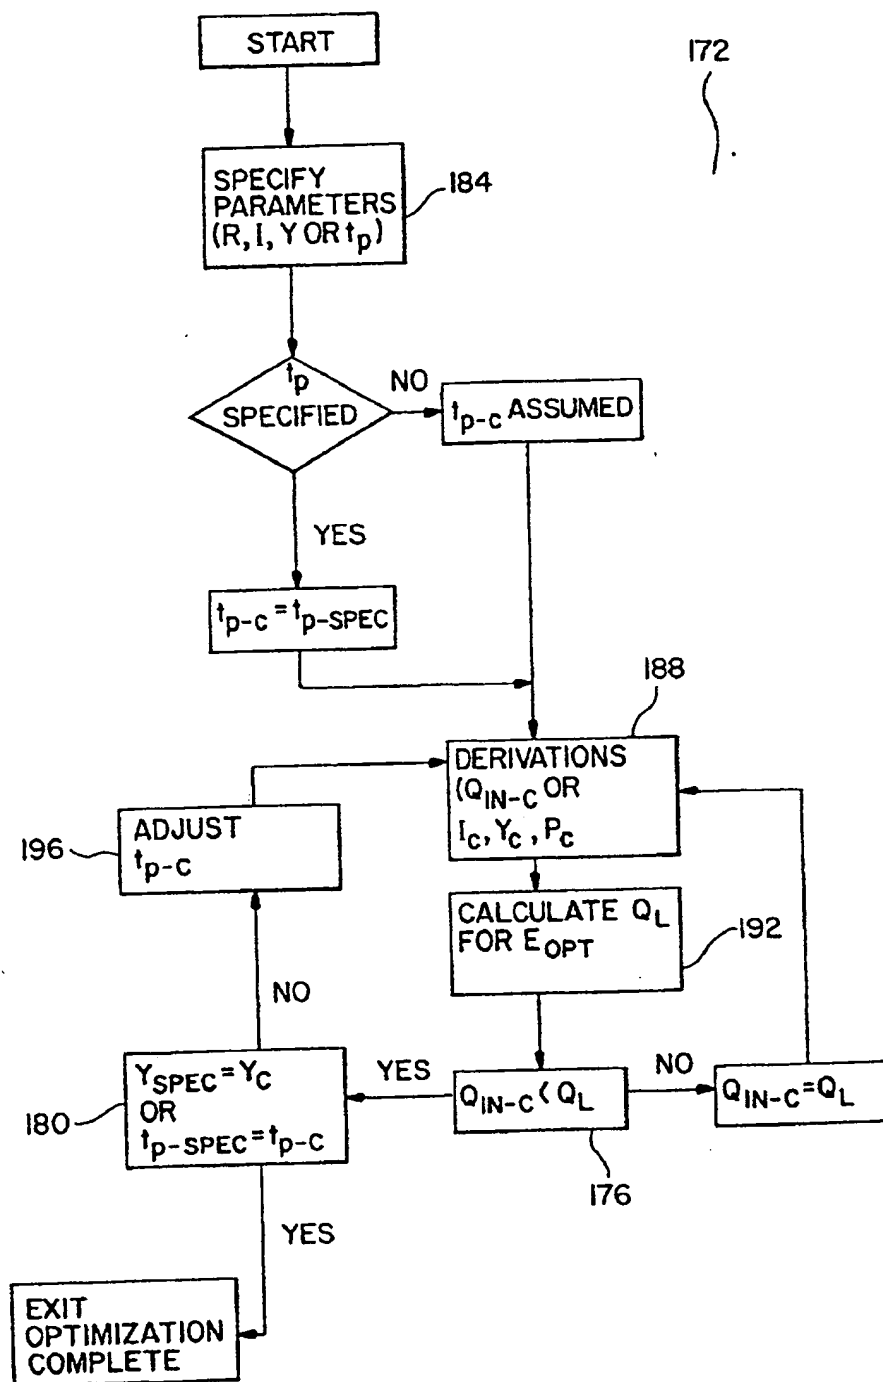 START
172
SPECIFY
PARAMETERS
(R, I, Y OR tp)
184
tp
SPECIFIED
NO
tp-c ASSUMED
YES
tp-c = tp-SPEC
188
DERIVATIONS
(QIN-C OR
Ic, Yc, Pc
ADJUST
tp-c
196
CALCULATE QL
FOR EOPT
192
NO
YSPEC = YC
OR
tp-SPEC = tp-c
180
YES
QIN-C < QL
NO
QIN-C = QL
176
YES
EXIT
OPTIMIZATION
COMPLETE